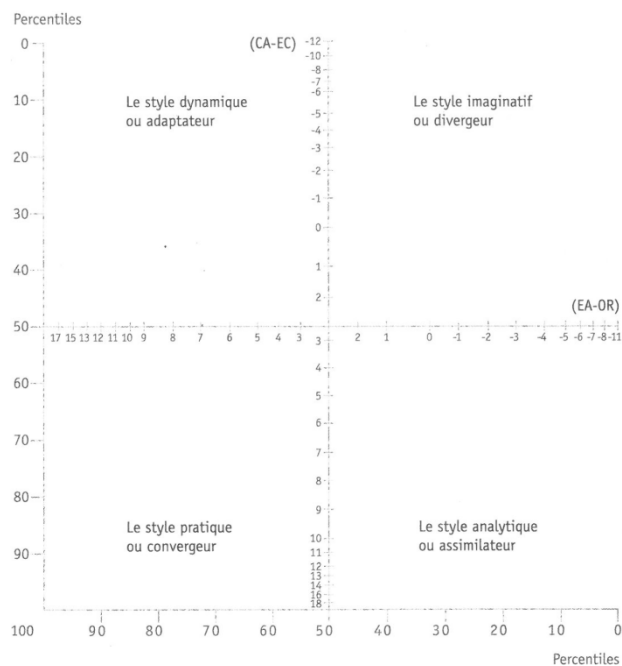 Percentiles
0
(CA-EC)
-12
-10
-8
-7
-6
10
Le style dynamique
ou adaptateur
Le style imaginatif
ou divergeur
-5
-4
20
-3
-2
-1
30
0
40
1
2
(EA-OR)
50
17 15 13 12 11 10 9 8 7 6 5 4 3
2 1 0 -1 -2 -3 -4 -5 -6 -7 -8 -11
3
4
60
5
6
70
7
8
80
9
Le style pratique
ou convergeur
Le style analytique
ou assimilateur
10
90
11
12
13
14
16
18
100 90 80 70 60 50 40 30 20 10 0
Percentiles